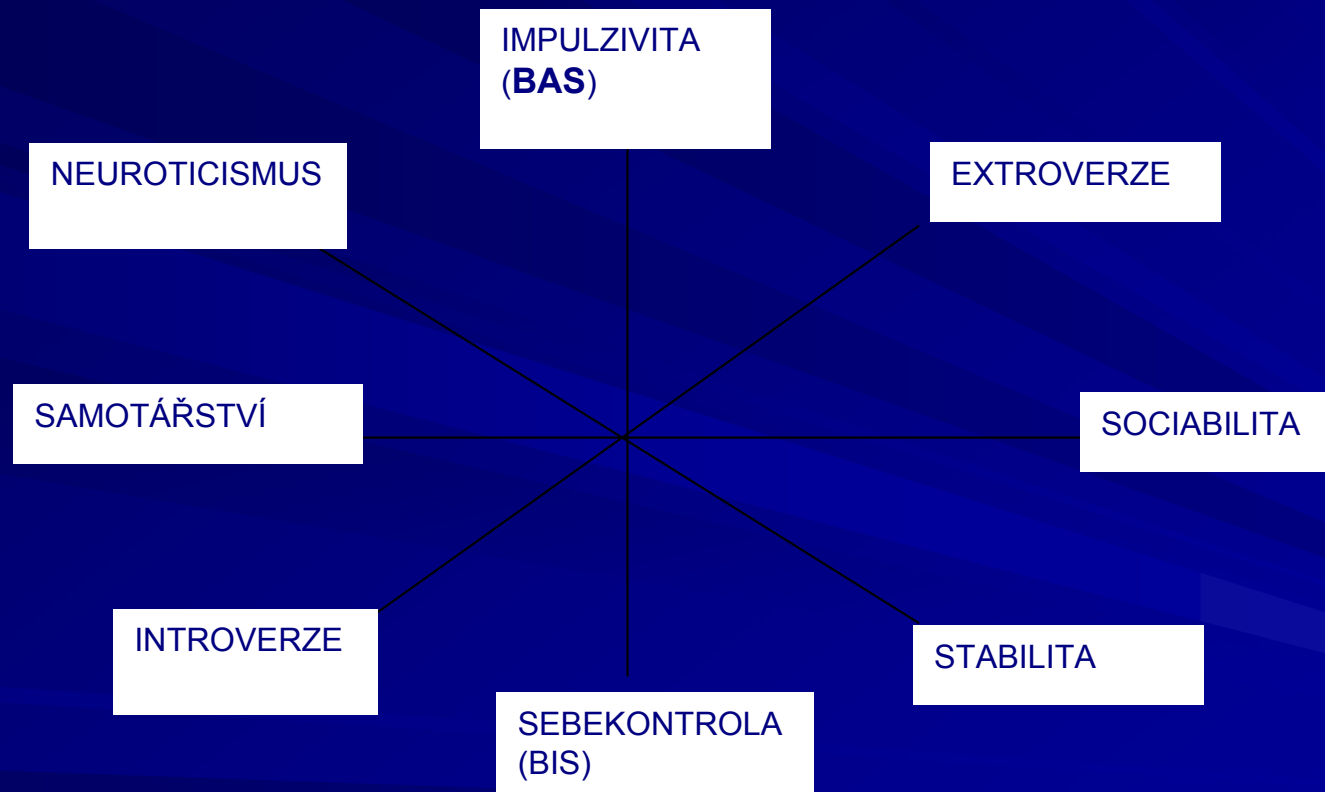 IMPULZIVITA
(BAS)
NEUROTICISMUS
EXTROVERZE
SAMOTÁŘSTVÍ
SOCIABILITA
INTROVERZE
STABILITA
SEBEKONTROLA
(BIS)